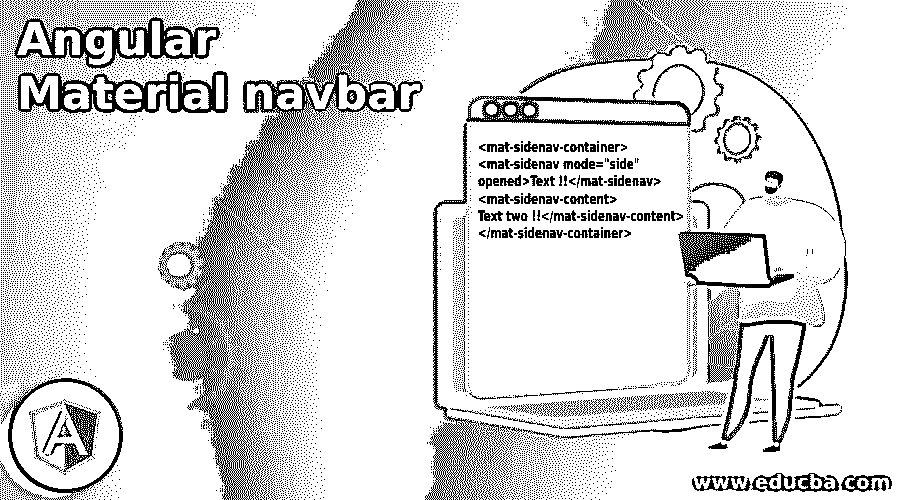 Angular
Material navbar
<mat-sidenav-container>
<mat-sidenav mode="side"
opened>Text !!</mat-sidenav>
<mat-sidenav-content>
Text two !!</mat-sidenav-content>
</mat-sidenav-container>
A
www.educba.com